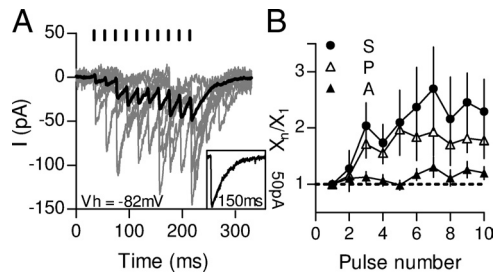 A
50
0
-50
-100
-150
I (pA)
Vh = -82mV
150ms
50pA
0 100 200 300
Time (ms)
B
S
P
A
3
2
1
Xn/X1
0 2 4 6 8 10
Pulse number